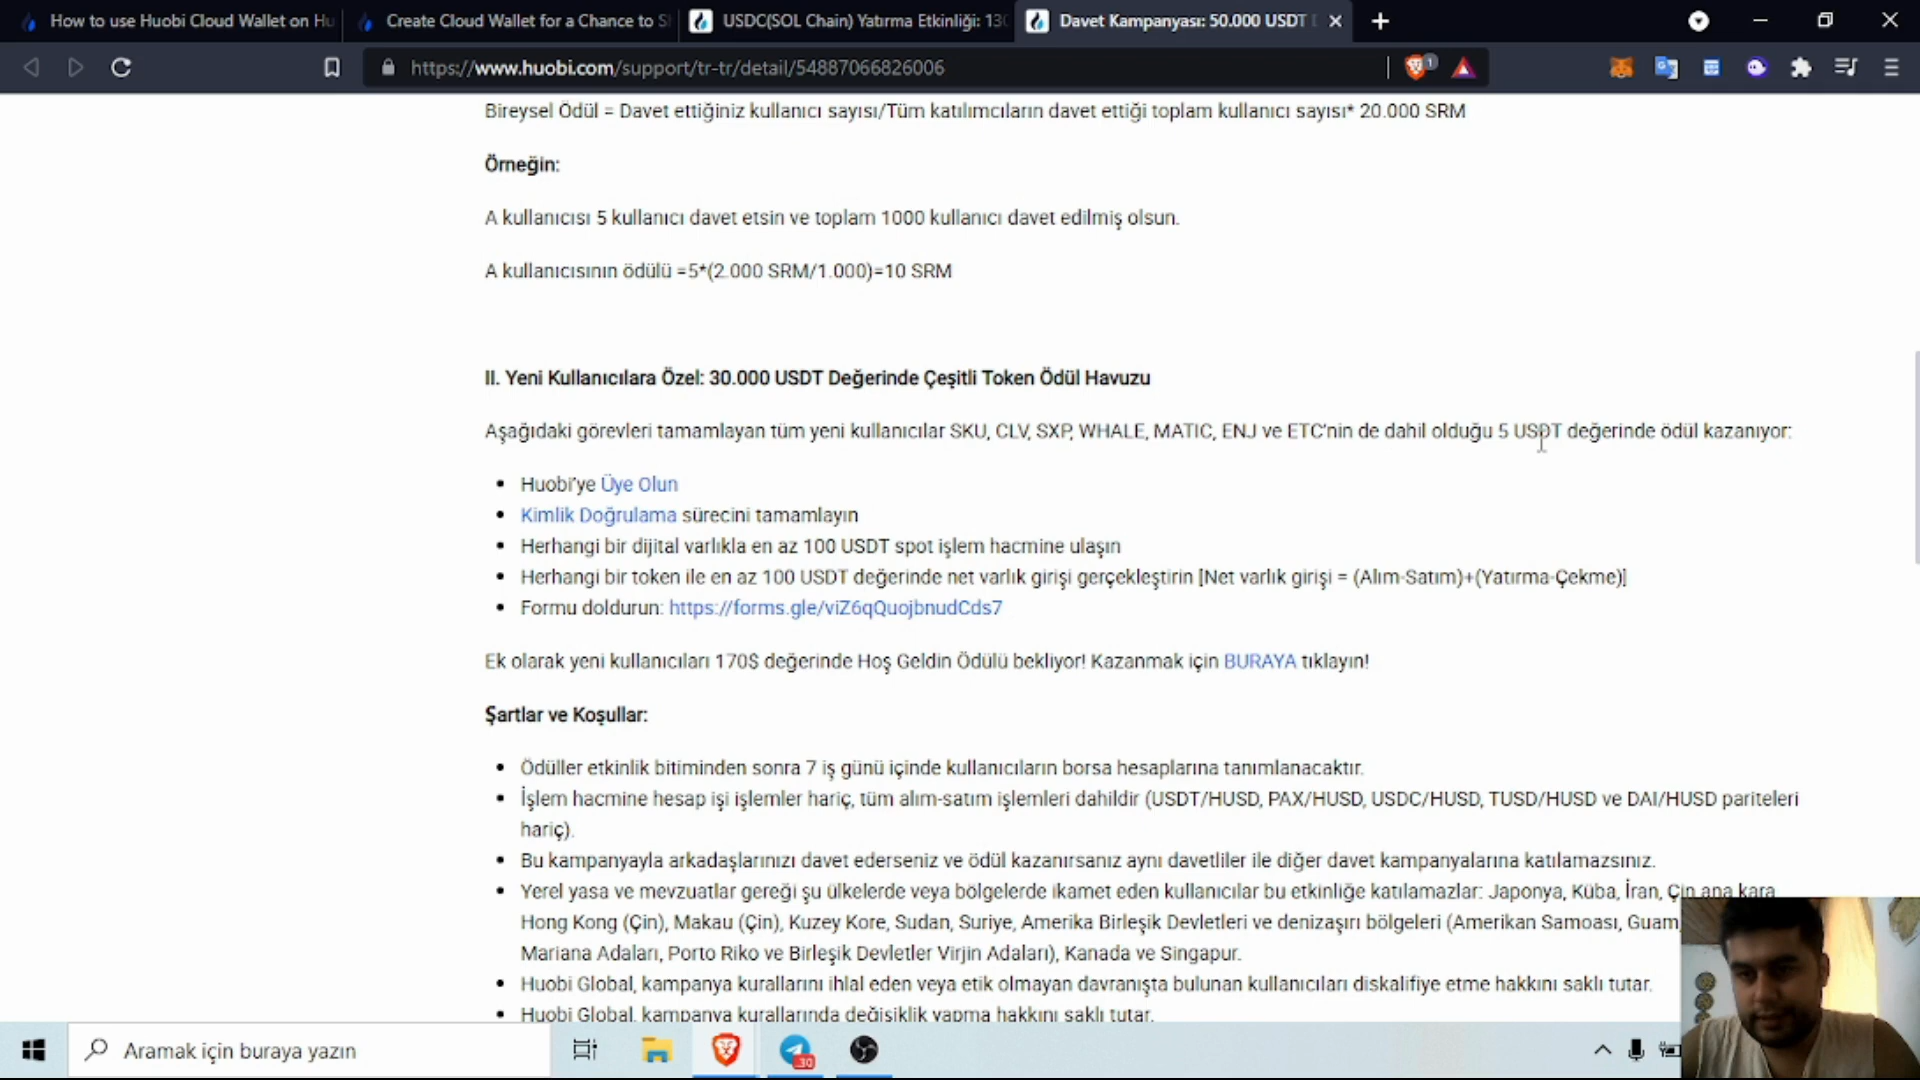 How to use Huobi Cloud Wallet on Hu
Create Cloud Wallet for a Chance to S
USDC(SOL Chain) Yatırma Etkinliği: 130
Davet Kampanyası: 50.000 USDT
https://www.huobi.com/support/tr-tr/detail/54887066826006
1
Bireysel Ödül = Davet ettiğiniz kullanıcı sayısı/Tüm katılımcıların davet ettiği toplam kullanıcı sayısı* 20.000 SRM
Örneğin:
A kullanıcısı 5 kullanıcı davet etsin ve toplam 1000 kullanıcı davet edilmiş olsun.
A kullanıcısının ödülü =5*(2.000 SRM/1.000)=10 SRM
II. Yeni Kullanıcılara Özel: 30.000 USDT Değerinde Çeşitli Token Ödül Havuzu
Aşağıdaki görevleri tamamlayan tüm yeni kullanıcılar SKU, CLV, SXP, WHALE, MATIC, ENJ ve ETC'nin de dahil olduğu 5 USDT değerinde ödül kazanıyor:
• Huobi'ye Üye Olun
• Kimlik Doğrulama sürecini tamamlayın
• Herhangi bir dijital varlıkla en az 100 USDT spot işlem hacmine ulaşın
• Herhangi bir token ile en az 100 USDT değerinde net varlık girişi gerçekleştirin [Net varlık girişi = (Alım-Satım)+(Yatırma-Çekme)]
• Formu doldurun: https://forms.gle/viZ6qQuojbnudCds7
Ek olarak yeni kullanıcıları 170$ değerinde Hoş Geldin Ödülü bekliyor! Kazanmak için BURAYA tıklayın!
Şartlar ve Koşullar:
• Ödüller etkinlik bitiminden sonra 7 iş günü içinde kullanıcıların borsa hesaplarına tanımlanacaktır.
• İşlem hacmine hesap işi işlemler hariç, tüm alım-satım işlemleri dahildir (USDT/HUSD, PAX/HUSD, USDC/HUSD, TUSD/HUSD ve DAI/HUSD pariteleri
hariç).
• Bu kampanyayla arkadaşlarınızı davet ederseniz ve ödül kazanırsanız aynı davetliler ile diğer davet kampanyalarına katılamazsınız.
• Yerel yasa ve mevzuatlar gereği şu ülkelerde veya bölgelerde ikamet eden kullanıcılar bu etkinliğe katılamazlar: Japonya, Küba, İran, Çin ana kara
Hong Kong (Çin), Makau (Çin), Kuzey Kore, Sudan, Suriye, Amerika Birleşik Devletleri ve denizaşırı bölgeleri (Amerikan Samoası, Guam,
Mariana Adaları, Porto Riko ve Birleşik Devletler Virjin Adaları), Kanada ve Singapur.
• Huobi Global, kampanya kurallarını ihlal eden veya etik olmayan davranışta bulunan kullanıcıları diskalifiye etme hakkını saklı tutar.
• Huobi Global, kampanya kurallarında değişiklik yapma hakkını saklı tutar.
Aramak için buraya yazın
30